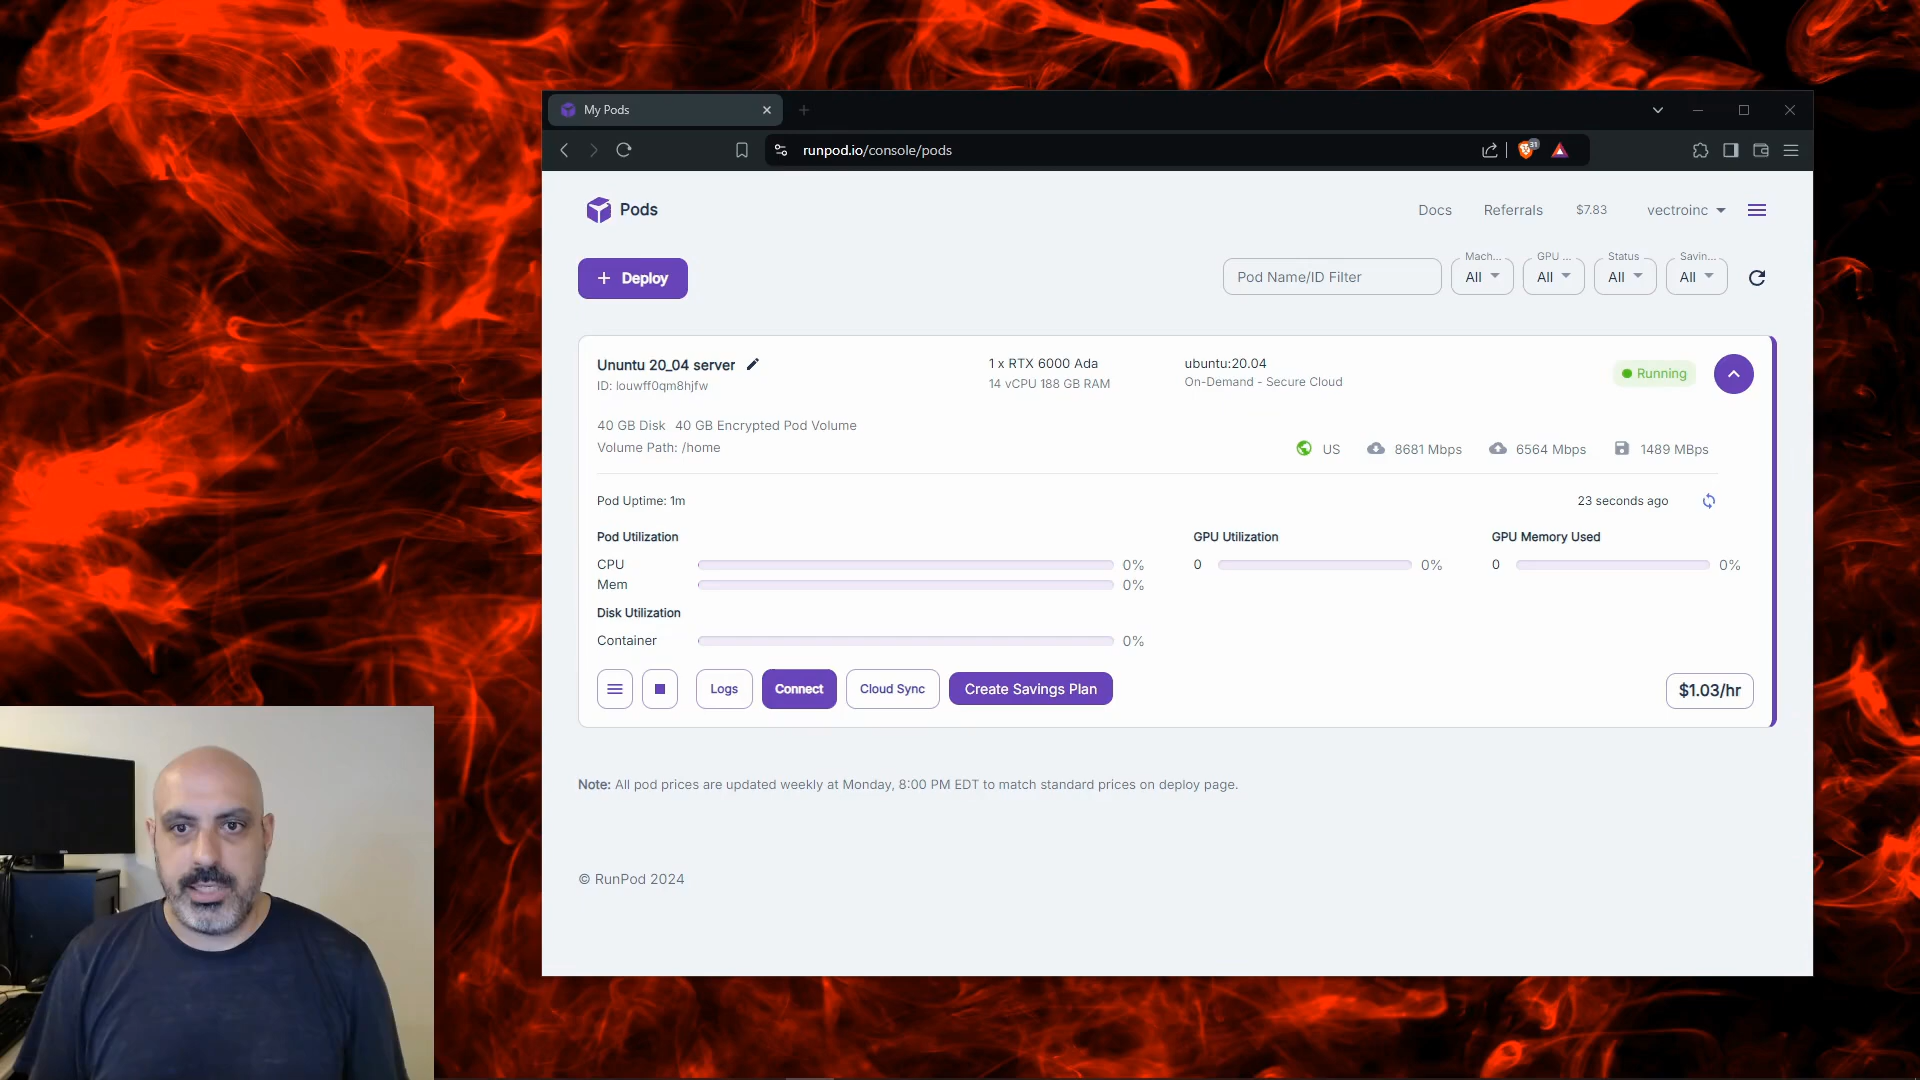 My Pods
runpod.io/console/pods
31
Pods
Docs
Referrals
$7.83
vectroinc
Deploy
Pod Name/ID Filter
Mach...
All
GPU ...
All
Status
All
Savin...
All
Ununtu 20_04 server
ID: louwff0qm8hjfw
1 x RTX 6000 Ada
14 vCPU 188 GB RAM
ubuntu:20.04
On-Demand - Secure Cloud
Running
40 GB Disk 40 GB Encrypted Pod Volume
Volume Path: /home
US
8681 Mbps
6564 Mbps
1489 MBps
Pod Uptime: 1m
23 seconds ago
Pod Utilization
CPU
0%
Mem
0%
GPU Utilization
0
0%
GPU Memory Used
0
0%
Disk Utilization
Container
0%
Logs
Connect
Cloud Sync
Create Savings Plan
$1.03/hr
Note: All pod prices are updated weekly at Monday, 8:00 PM EDT to match standard prices on deploy page.
© RunPod 2024